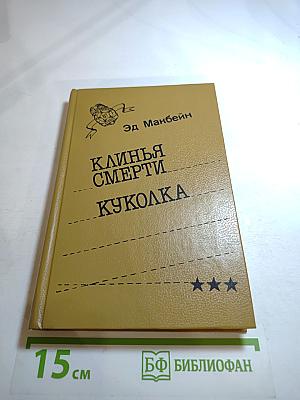 Эд Макбейн
КЛИНЬЯ
СМЕРТИ
КУКОЛКА
15 см
БФ БИБЛИОФАН